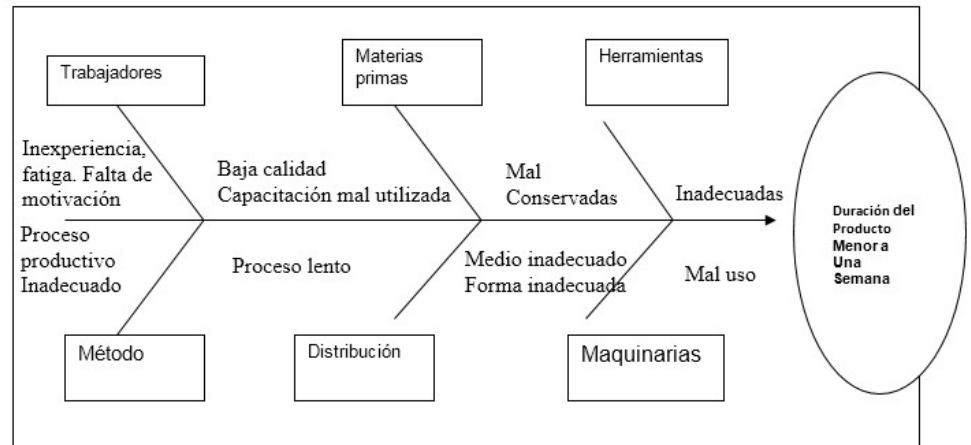 Trabajadores
Materias
primas
Herramientas
Inexperiencia,
fatiga. Falta de
motivación
Baja calidad
Capacitación mal utilizada
Mal
Conservadas
Inadecuadas
Duración del
Producto
Menor a
Una
Semana
Proceso
productivo
Inadecuado
Proceso lento
Medio inadecuado
Forma inadecuada
Mal uso
Método
Distribución
Maquinarias